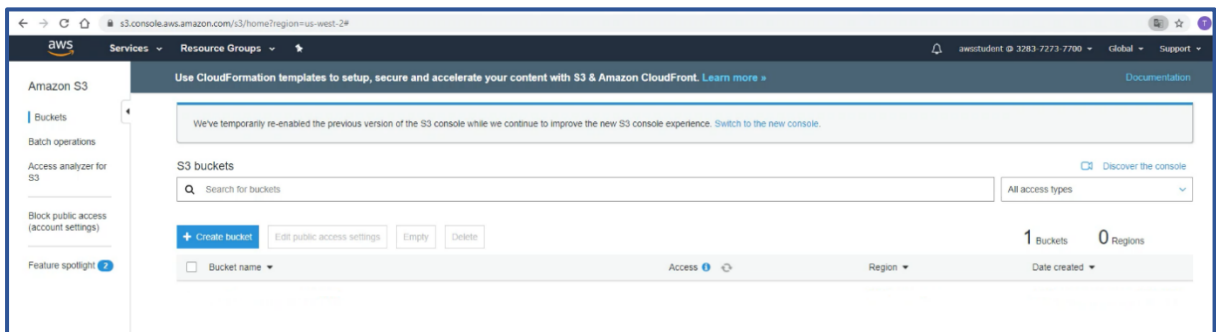 s3.console.aws.amazon.com/s3/home?region=us-west-2#
aws Services Resource Groups awsstudent @ 3283-7273-7700 Global Support
Use CloudFormation templates to setup, secure and accelerate your content with S3 & Amazon CloudFront. Learn more » Documentation
Amazon S3
Buckets
Batch operations
Access analyzer for
S3
Block public access
(account settings)
Feature spotlight 2
We've temporarily re-enabled the previous version of the S3 console while we continue to improve the new S3 console experience. Switch to the new console.
S3 buckets Discover the console
Search for buckets All access types
+ Create bucket Edit public access settings Empty Delete 1 Buckets 0 Regions
Bucket name Access Region Date created